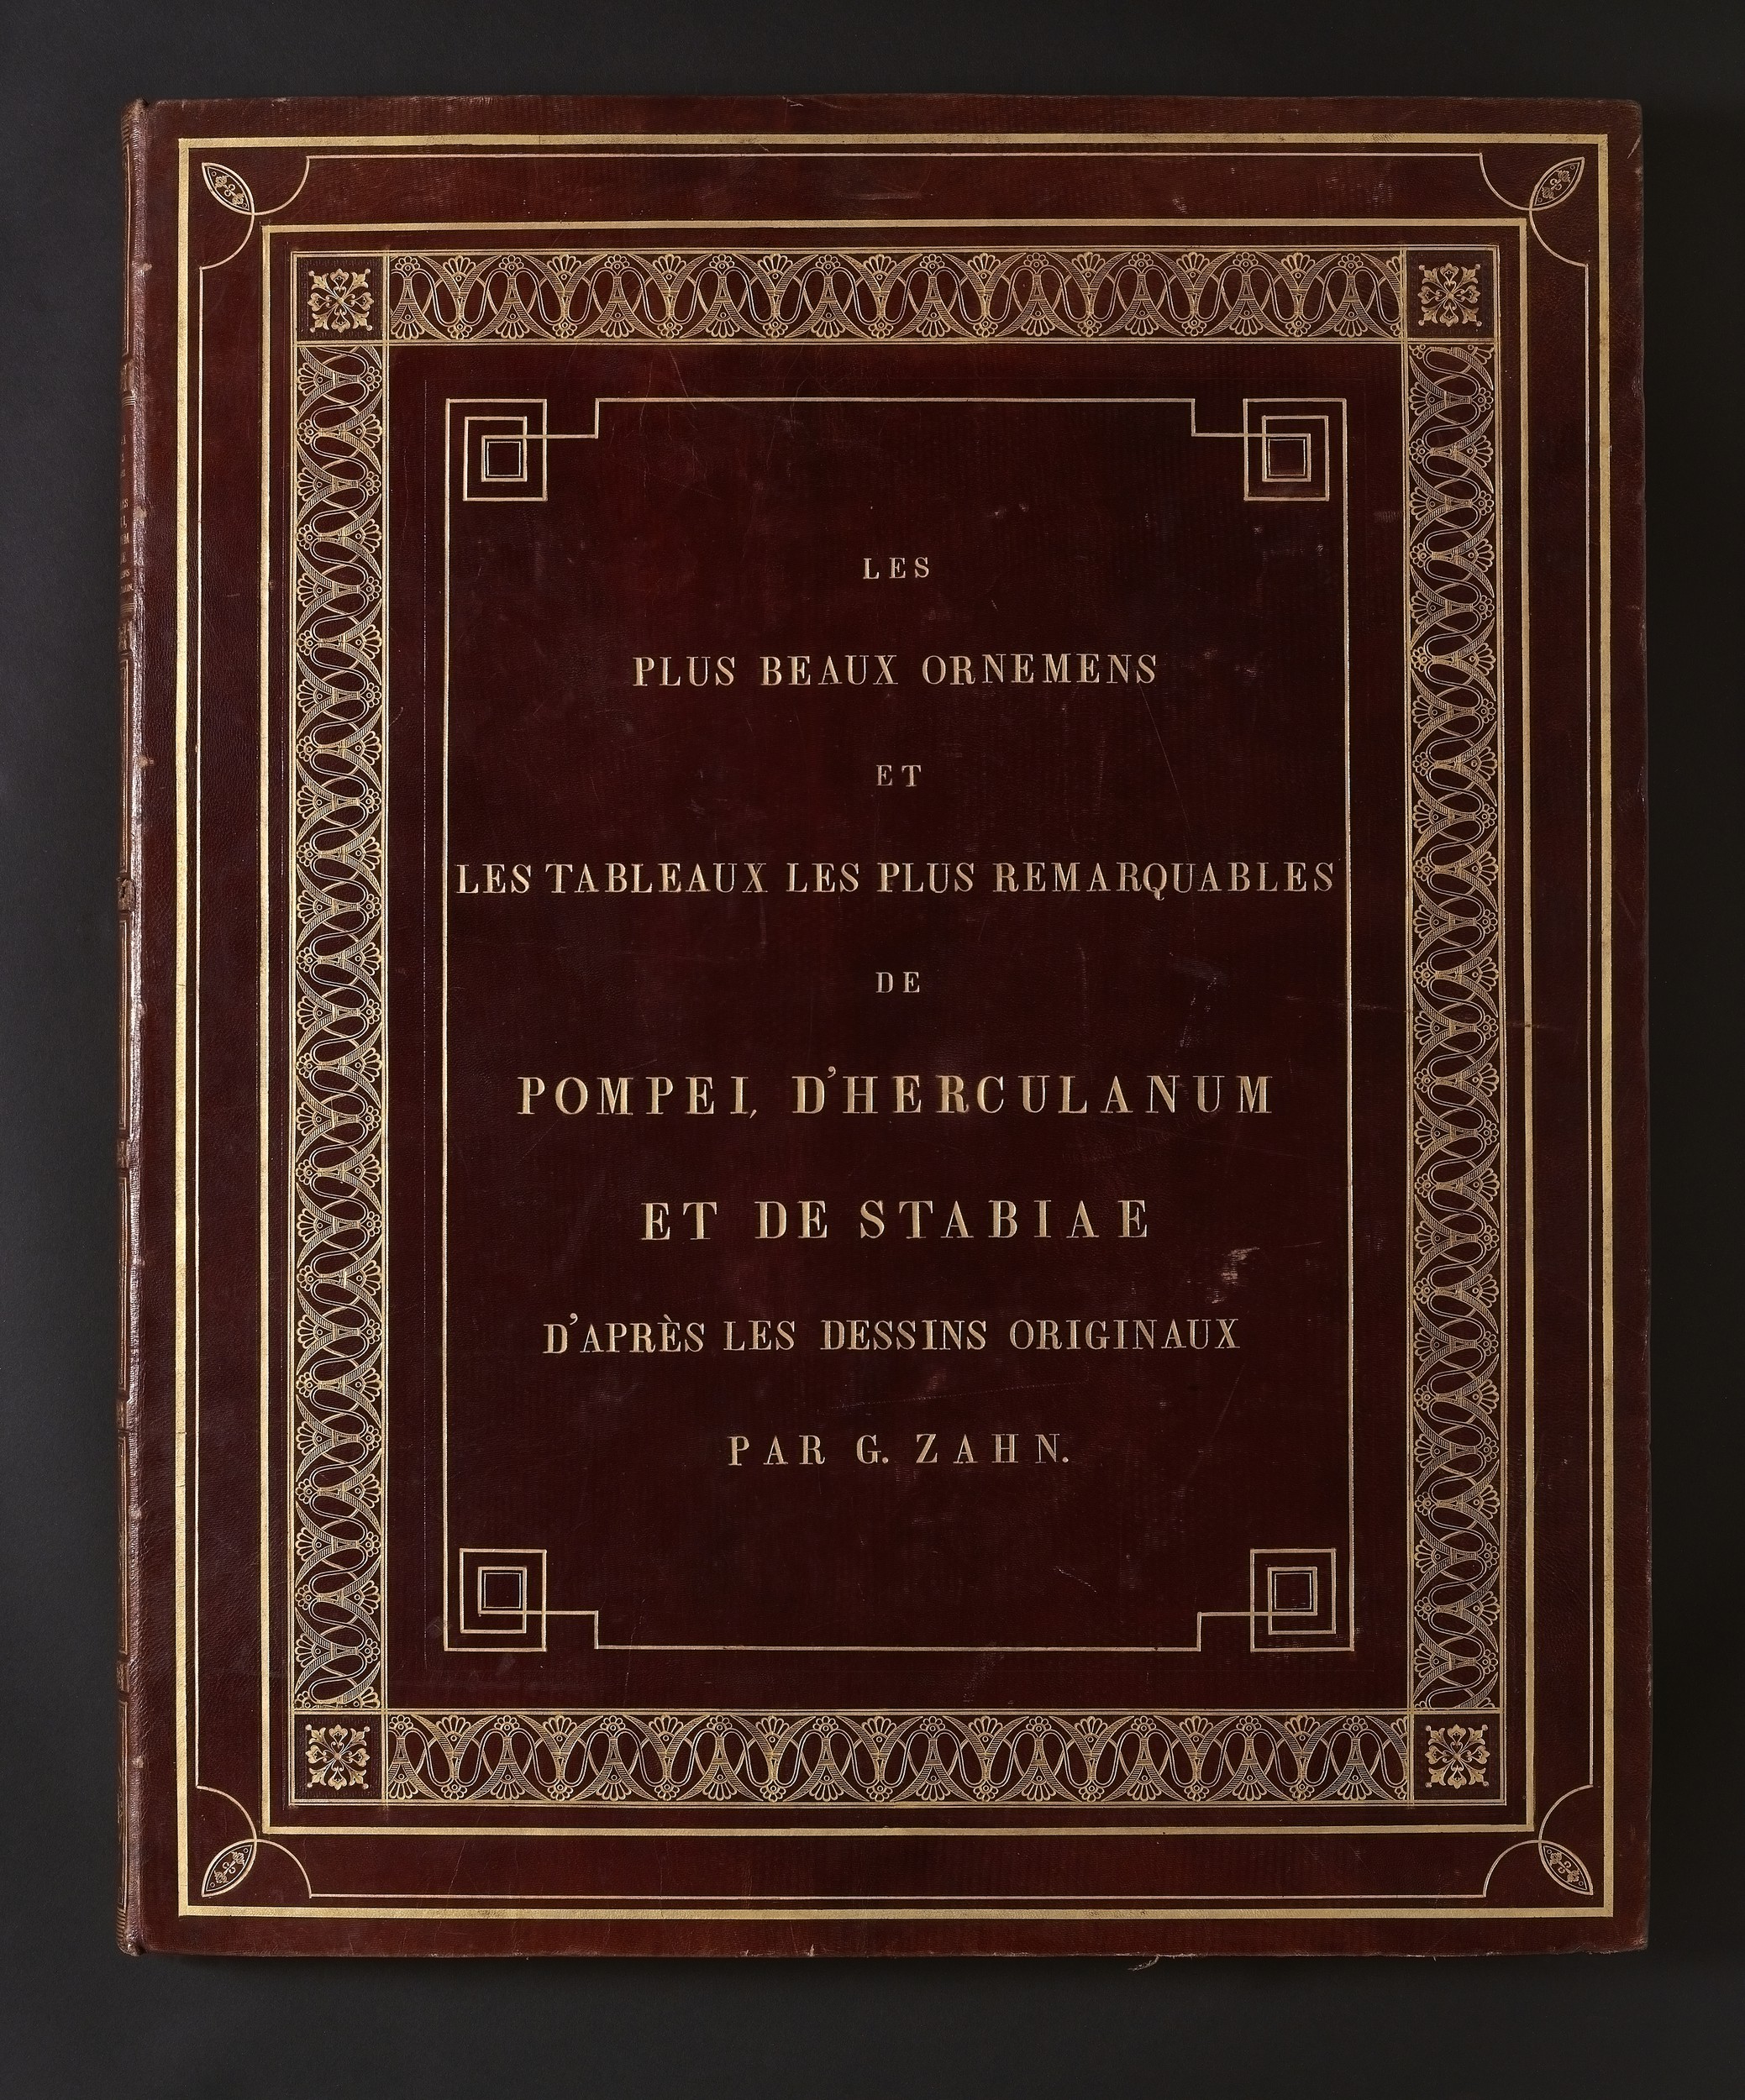 LES
PLUS BEAUX ORNEMENS
ET
LES TABLEAUX LES PLUS REMARQUABLES
DE
POMPEI, D'HERCULANUM
ET DE STABIAE
D'APRÈS LES DESSINS ORIGINAUX
PAR G. ZAHN.